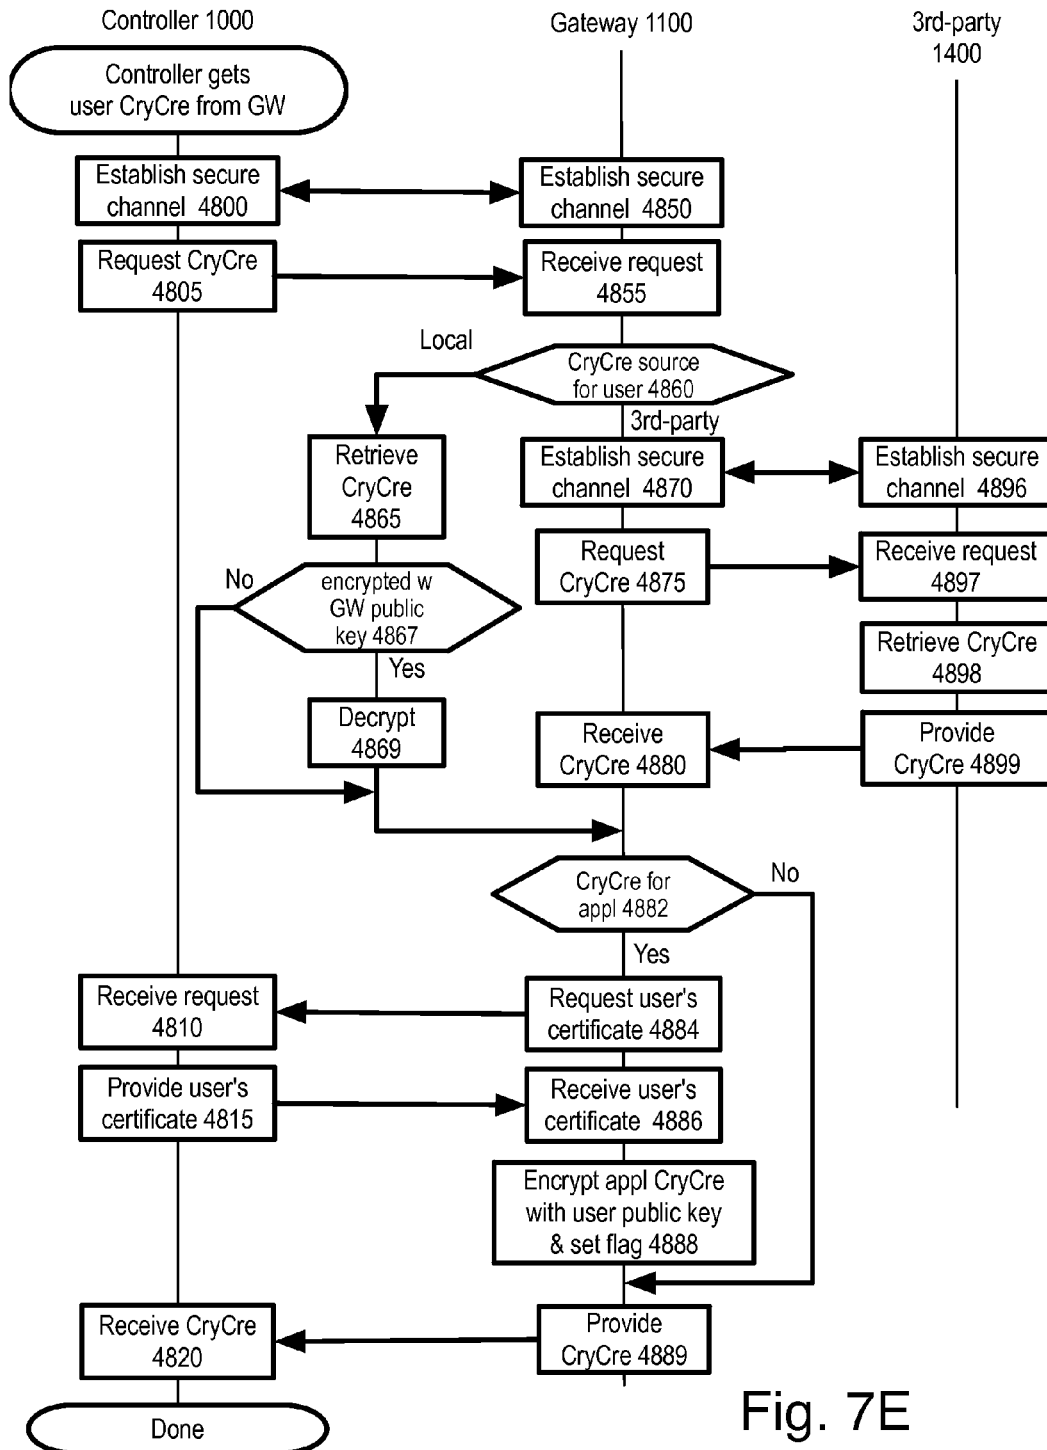 Controller 1000
Gateway 1100
3rd-party
1400
Controller gets
user CryCre from GW
Establish secure
channel 4800
Establish secure
channel 4850
Request CryCre
4805
Receive request
4855
Local
CryCre source
for user 4860
3rd-party
Retrieve
CryCre
4865
Establish secure
channel 4870
Establish secure
channel 4896
No
encrypted w
GW public
key 4867
Yes
Request
CryCre 4875
Receive request
4897
Retrieve CryCre
4898
Decrypt
4869
Receive
CryCre 4880
Provide
CryCre 4899
CryCre for
appl 4882
No
Yes
Receive request
4810
Request user's
certificate 4884
Provide user's
certificate 4815
Receive user's
certificate 4886
Encrypt appl CryCre
with user public key
& set flag 4888
Receive CryCre
4820
Provide
CryCre 4889
Done
Fig. 7E